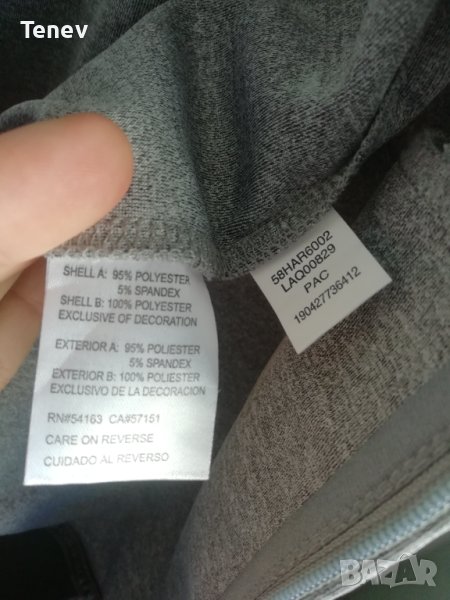 Tenev
SHELL A: 95% POLYESTER
5% SPANDEX
SHELL B: 100% POLYESTER
EXCLUSIVE OF DECORATION
EXTERIOR A: 95% POLIESTER
5% SPANDEX
EXTERIOR B: 100% POLIESTER
EXCLUSIVO DE LA DECORACION
RN#54163 CA#57151
CARE ON REVERSE
CUIDADO AL REVERSO
58HAR6002
LAQ00829
PAC
190427736412
bazar.bg